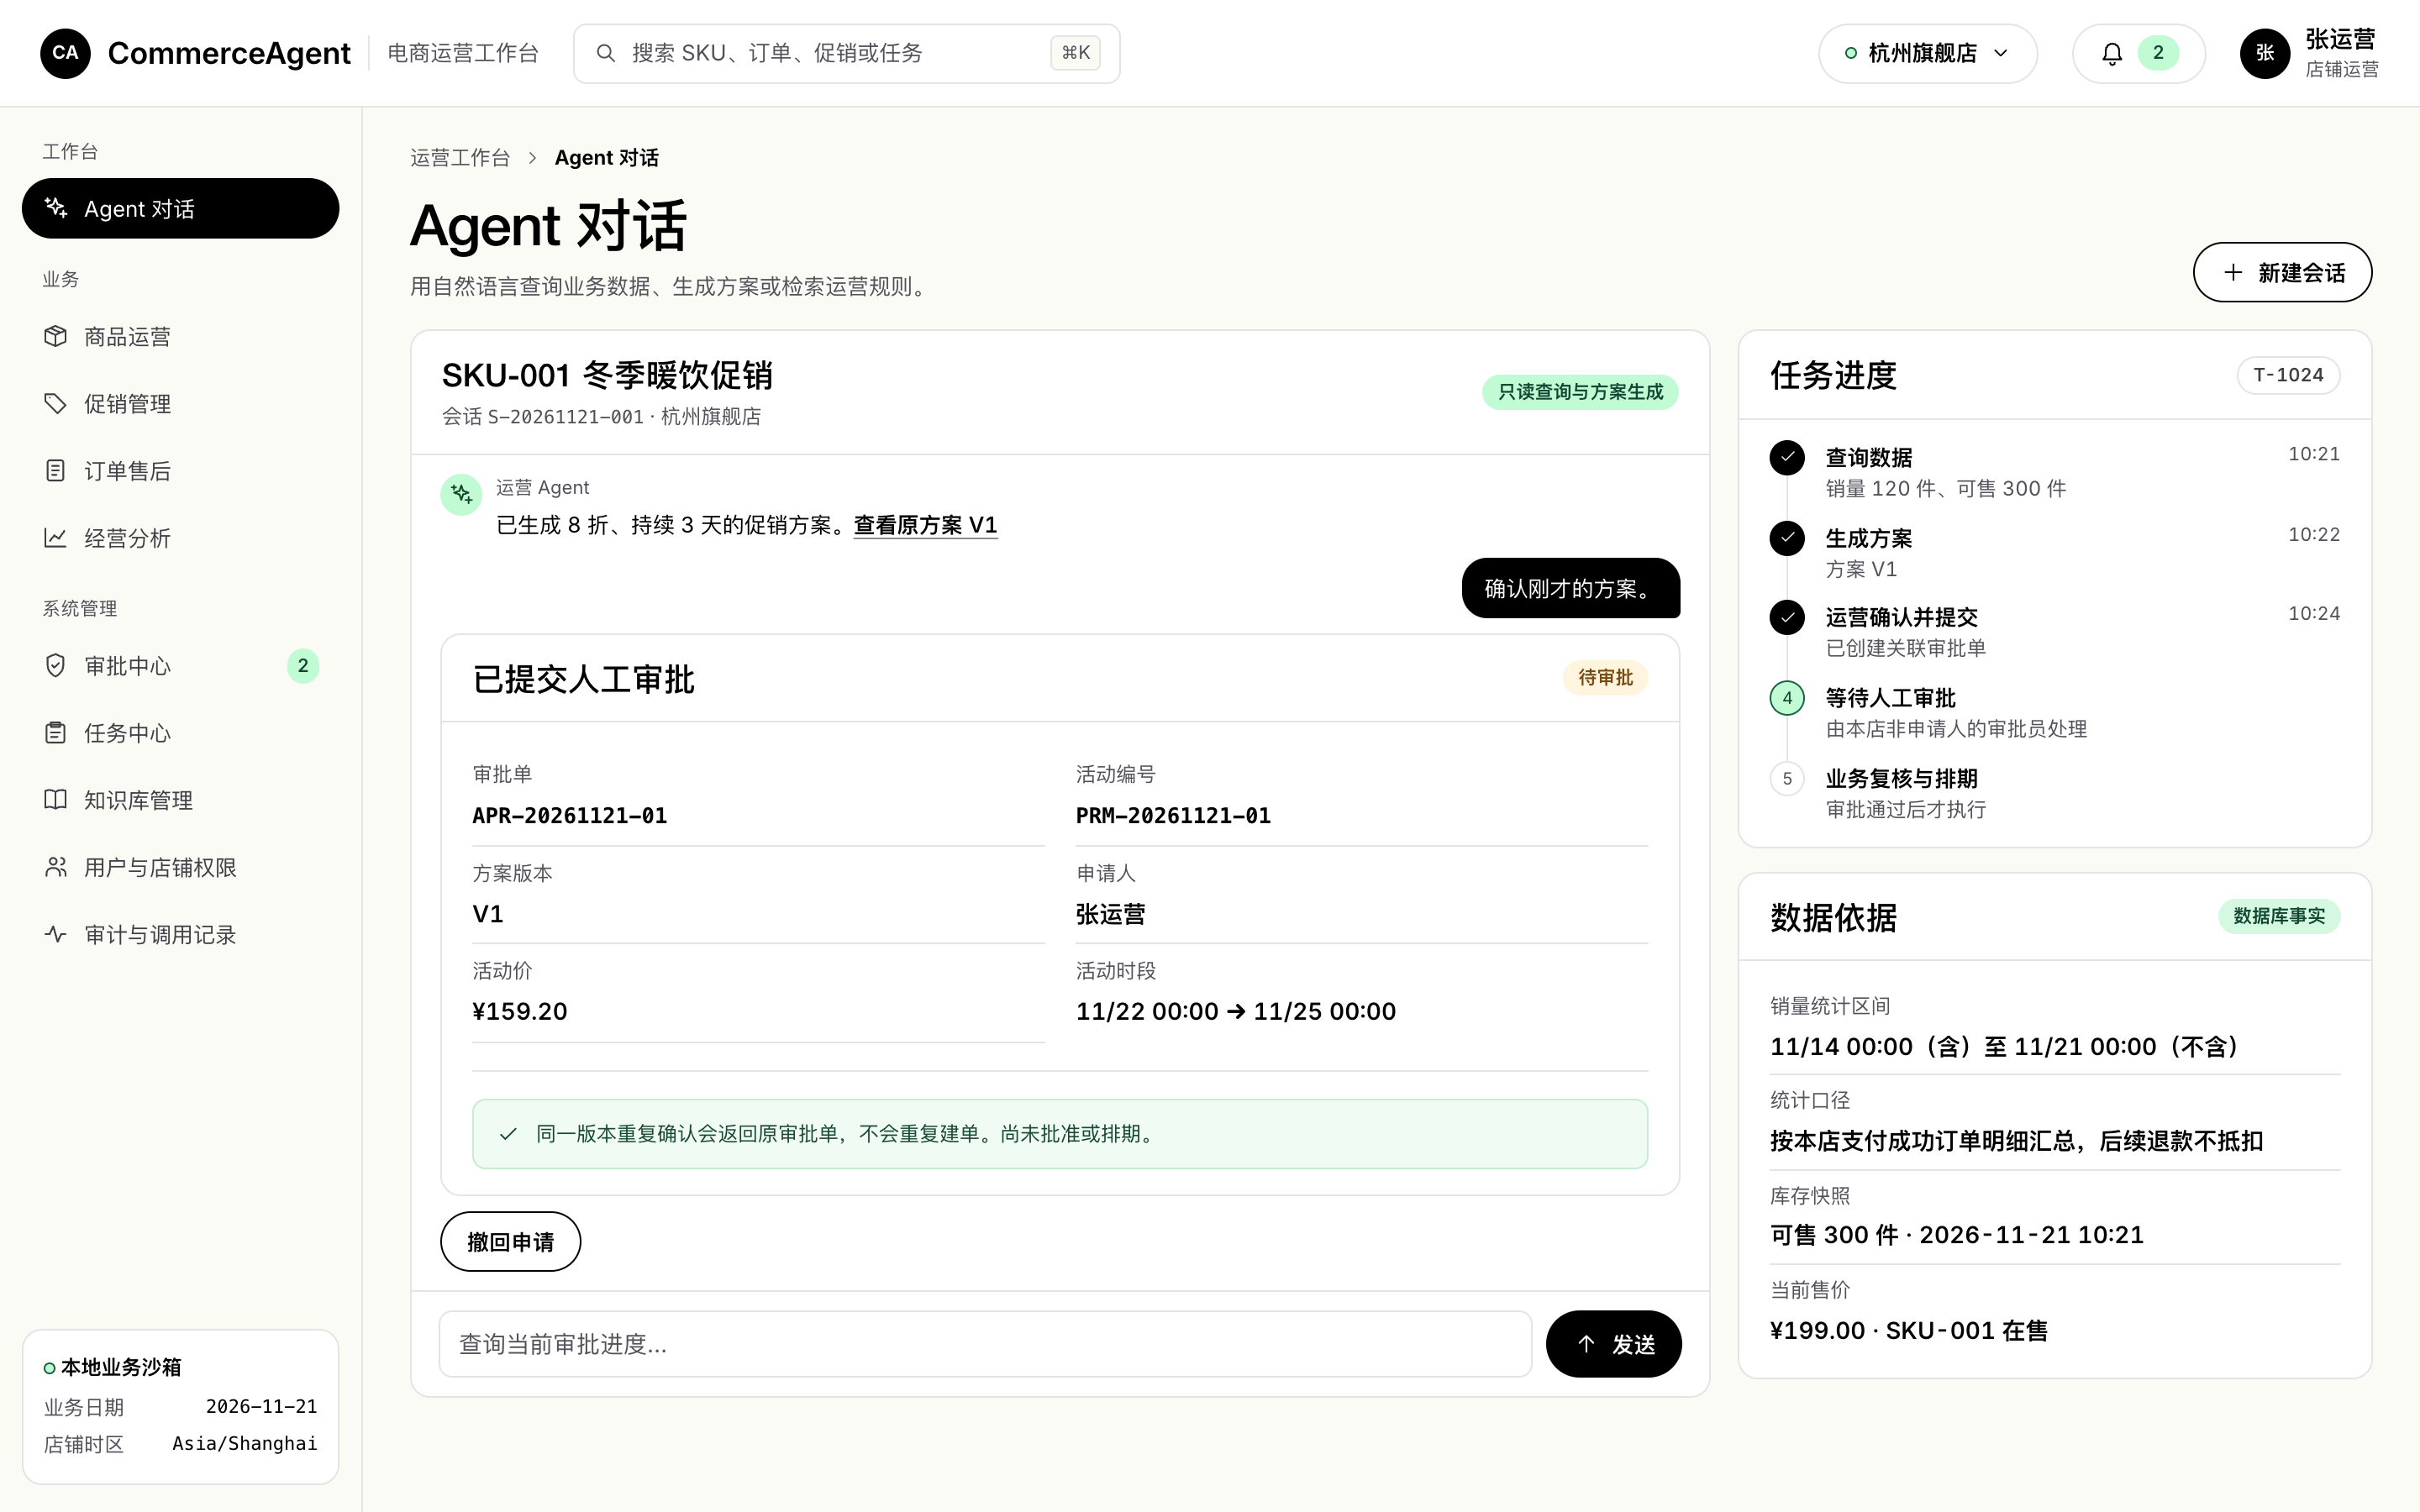 CA CommerceAgent 电商运营工作台 搜索 SKU、订单、促销或任务 ⌘K 杭州旗舰店 2 张 张运营
店铺运营
工作台
Agent 对话
业务
商品运营
促销管理
订单售后
经营分析
系统管理
审批中心 2
任务中心
知识库管理
用户与店铺权限
审计与调用记录
本地业务沙箱
业务日期 2026-11-21
店铺时区 Asia/Shanghai
运营工作台 > Agent 对话
Agent 对话
用自然语言查询业务数据、生成方案或检索运营规则。
+ 新建会话
SKU-001 冬季暖饮促销
会话 S-20261121-001 · 杭州旗舰店
只读查询与方案生成
运营 Agent
已生成 8 折、持续 3 天的促销方案。查看原方案 V1
确认刚才的方案。
已提交人工审批 待审批
审批单 活动编号
APR-20261121-01 PRM-20261121-01
方案版本 申请人
V1 张运营
活动价 活动时段
¥159.20 11/22 00:00 → 11/25 00:00
同一版本重复确认会返回原审批单，不会重复建单。尚未批准或排期。
撤回申请
查询当前审批进度... ↑ 发送
任务进度 T-1024
查询数据 10:21
销量 120 件、可售 300 件
生成方案 10:22
方案 V1
运营确认并提交 10:24
已创建关联审批单
4 等待人工审批
由本店非申请人的审批员处理
5 业务复核与排期
审批通过后才执行
数据依据 数据库事实
销量统计区间
11/14 00:00（含）至 11/21 00:00（不含）
统计口径
按本店支付成功订单明细汇总，后续退款不抵扣
库存快照
可售 300 件 · 2026-11-21 10:21
当前售价
¥199.00 · SKU-001 在售